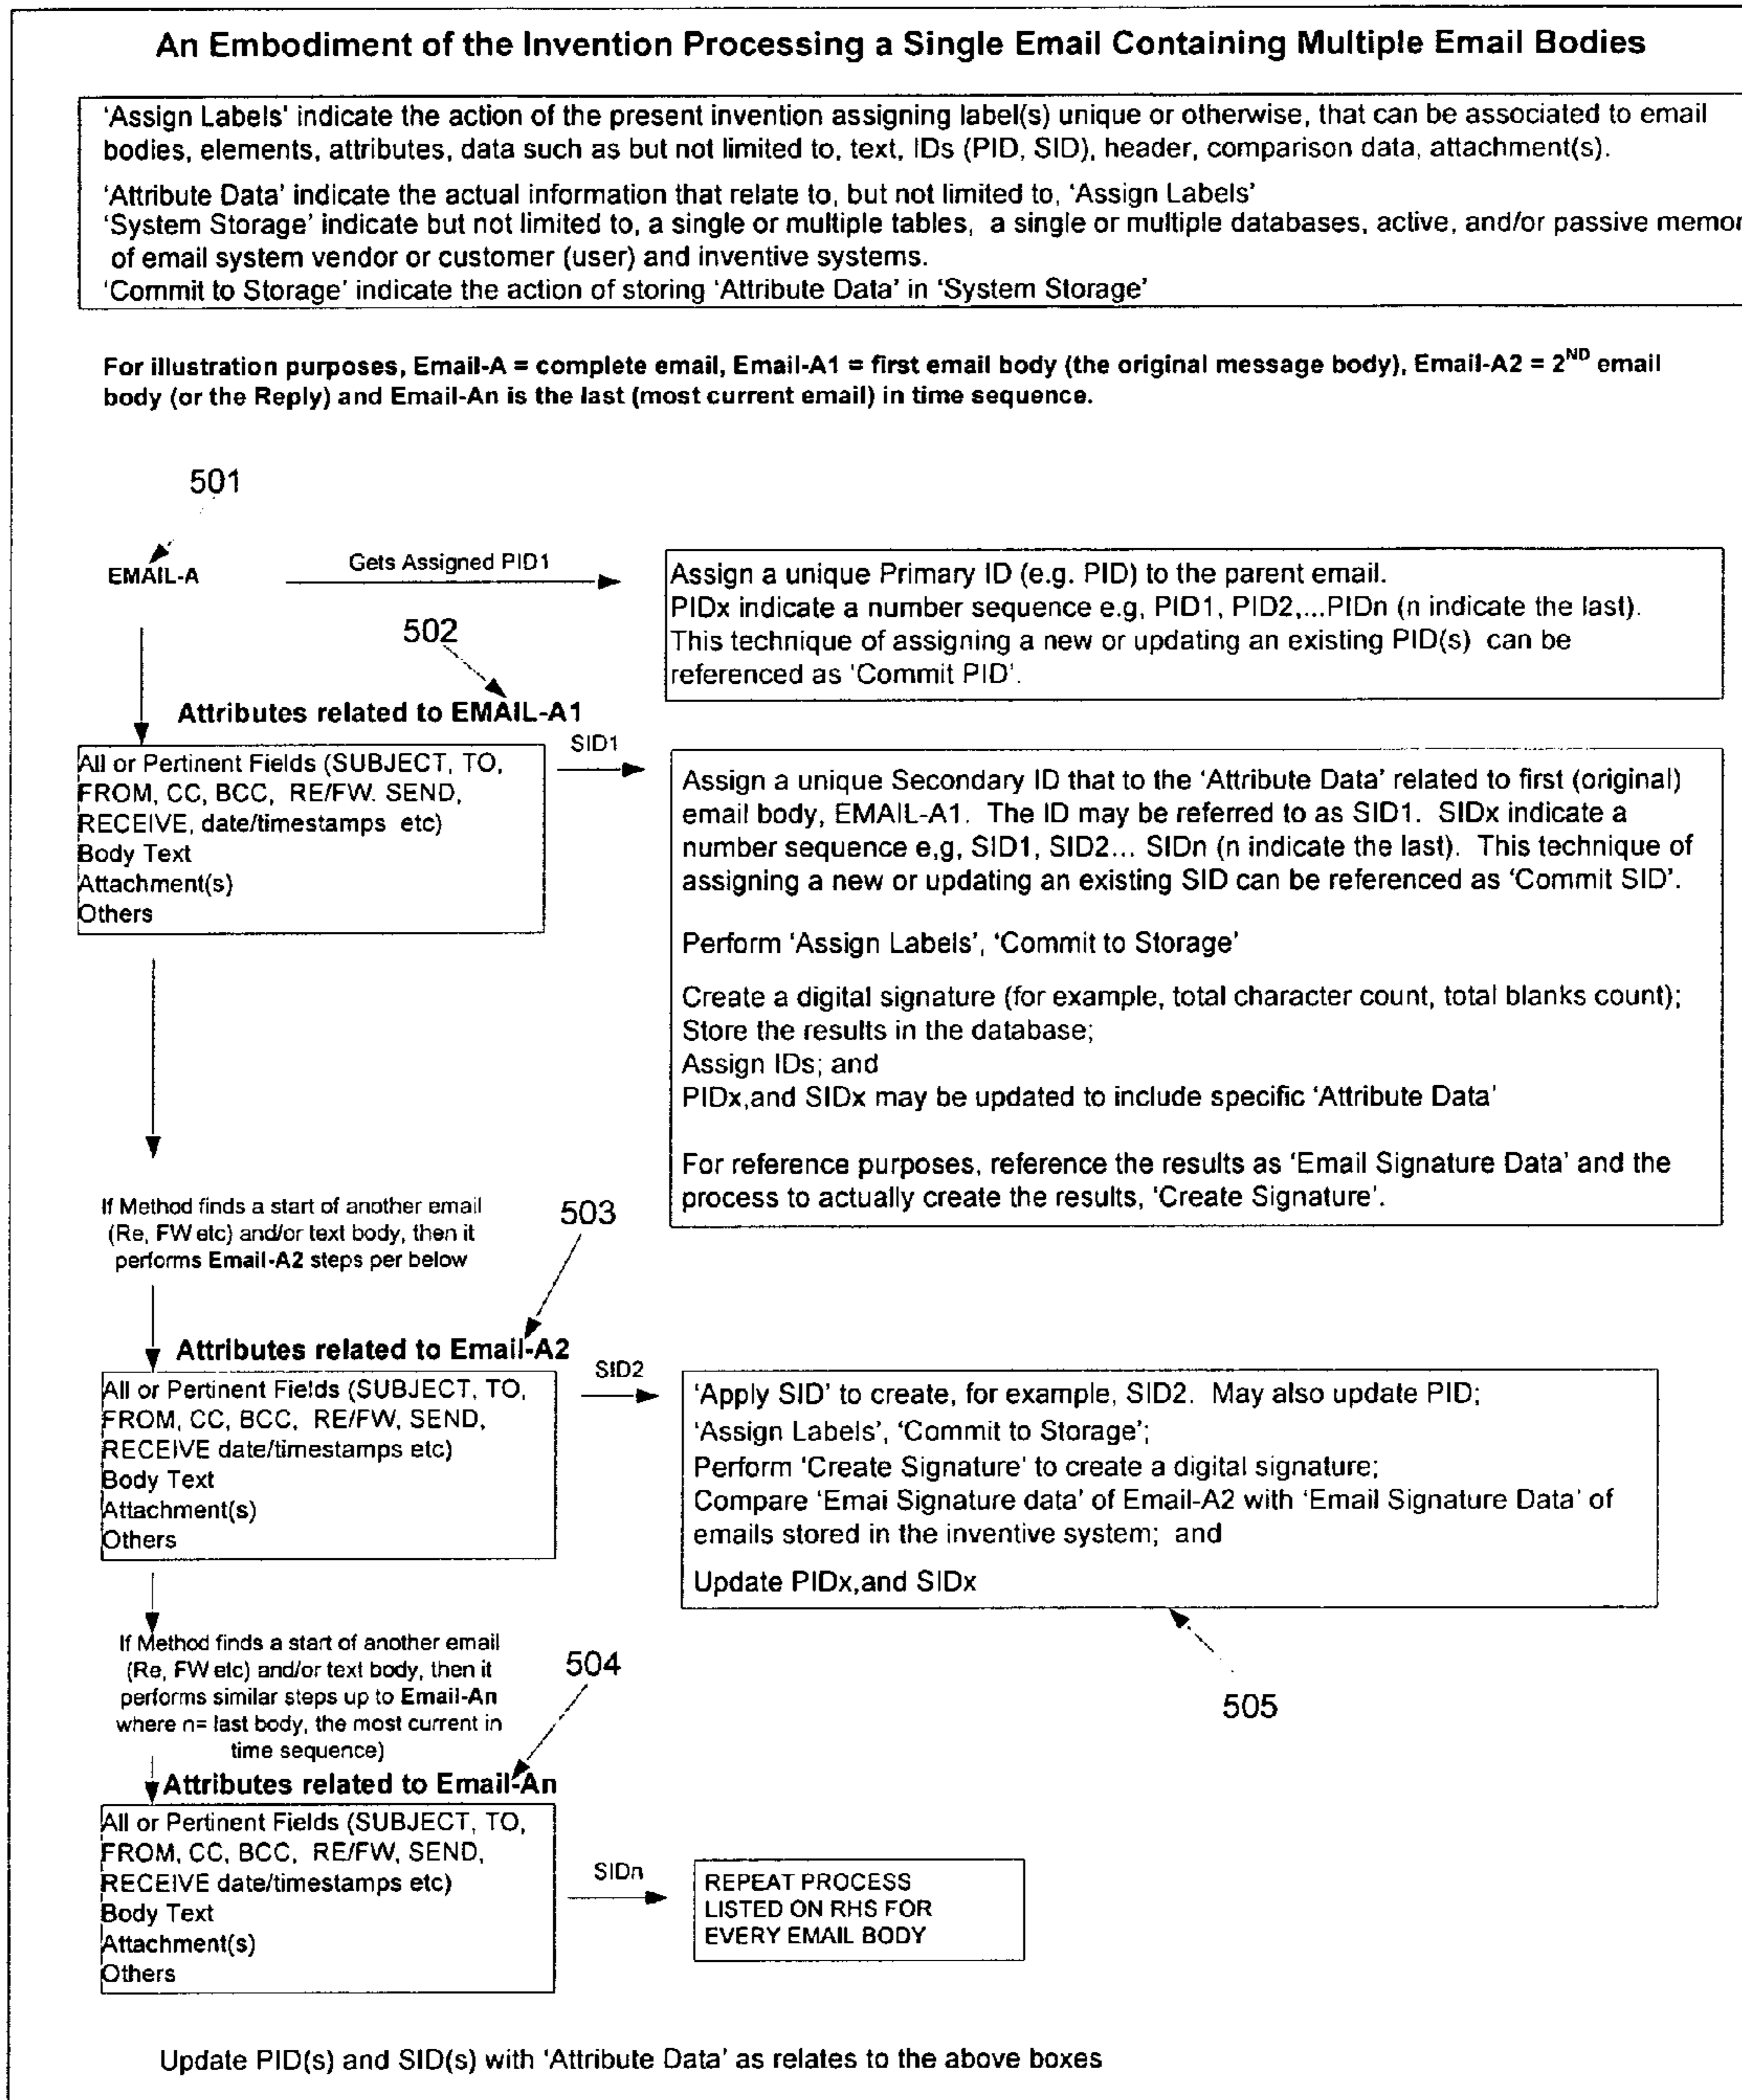 An Embodiment of the Invention Processing a Single Email Containing Multiple Email Bodies
'Assign Labels' indicate the action of the present invention assigning label(s) unique or otherwise, that can be associated to email
bodies, elements, attributes, data such as but not limited to, text, IDs (PID, SID), header, comparison data, attachment(s).
'Attribute Data' indicate the actual information that relate to, but not limited to, 'Assign Labels'
'System Storage' indicate but not limited to, a single or multiple tables, a single or multiple databases, active, and/or passive memor
of email system vendor or customer (user) and inventive systems.
'Commit to Storage' indicate the action of storing 'Attribute Data' in 'System Storage'
For illustration purposes, Email-A = complete email, Email-A1 = first email body (the original message body), Email-A2 = 2ND email
body (or the Reply) and Email-An is the last (most current email) in time sequence.
501
EMAIL-A
Gets Assigned PID1
Assign a unique Primary ID (e.g. PID) to the parent email.
PIDx indicate a number sequence e.g, PID1, PID2,...PIDn (n indicate the last).
This technique of assigning a new or updating an existing PID(s) can be
referenced as 'Commit PID'.
502
Attributes related to EMAIL-A1
All or Pertinent Fields (SUBJECT, TO,
FROM, CC, BCC, RE/FW. SEND,
RECEIVE, date/timestamps etc)
Body Text
Attachment(s)
Others
SID1
Assign a unique Secondary ID that to the 'Attribute Data' related to first (original)
email body, EMAIL-A1. The ID may be referred to as SID1. SIDx indicate a
number sequence e,g, SID1, SID2... SIDn (n indicate the last). This technique of
assigning a new or updating an existing SID can be referenced as 'Commit SID'.
Perform 'Assign Labels', 'Commit to Storage'
Create a digital signature (for example, total character count, total blanks count);
Store the results in the database;
Assign IDs; and
PIDx,and SIDx may be updated to include specific 'Attribute Data'
For reference purposes, reference the results as 'Email Signature Data' and the
process to actually create the results, 'Create Signature'.
If Method finds a start of another email
(Re, FW etc) and/or text body, then it
performs Email-A2 steps per below
503
Attributes related to Email-A2
All or Pertinent Fields (SUBJECT, TO,
FROM, CC, BCC, RE/FW, SEND,
RECEIVE date/timestamps etc)
Body Text
Attachment(s)
Others
SID2
'Apply SID' to create, for example, SID2. May also update PID;
'Assign Labels', 'Commit to Storage';
Perform 'Create Signature' to create a digital signature;
Compare 'Emai Signature data' of Email-A2 with 'Email Signature Data' of
emails stored in the inventive system; and
Update PIDx,and SIDx
505
If Method finds a start of another email
(Re, FW etc) and/or text body, then it
performs similar steps up to Email-An
where n= last body, the most current in
time sequence)
504
Attributes related to Email-An
All or Pertinent Fields (SUBJECT, TO,
FROM, CC, BCC, RE/FW, SEND,
RECEIVE date/timestamps etc)
Body Text
Attachment(s)
Others
SIDn
REPEAT PROCESS
LISTED ON RHS FOR
EVERY EMAIL BODY
Update PID(s) and SID(s) with 'Attribute Data' as relates to the above boxes